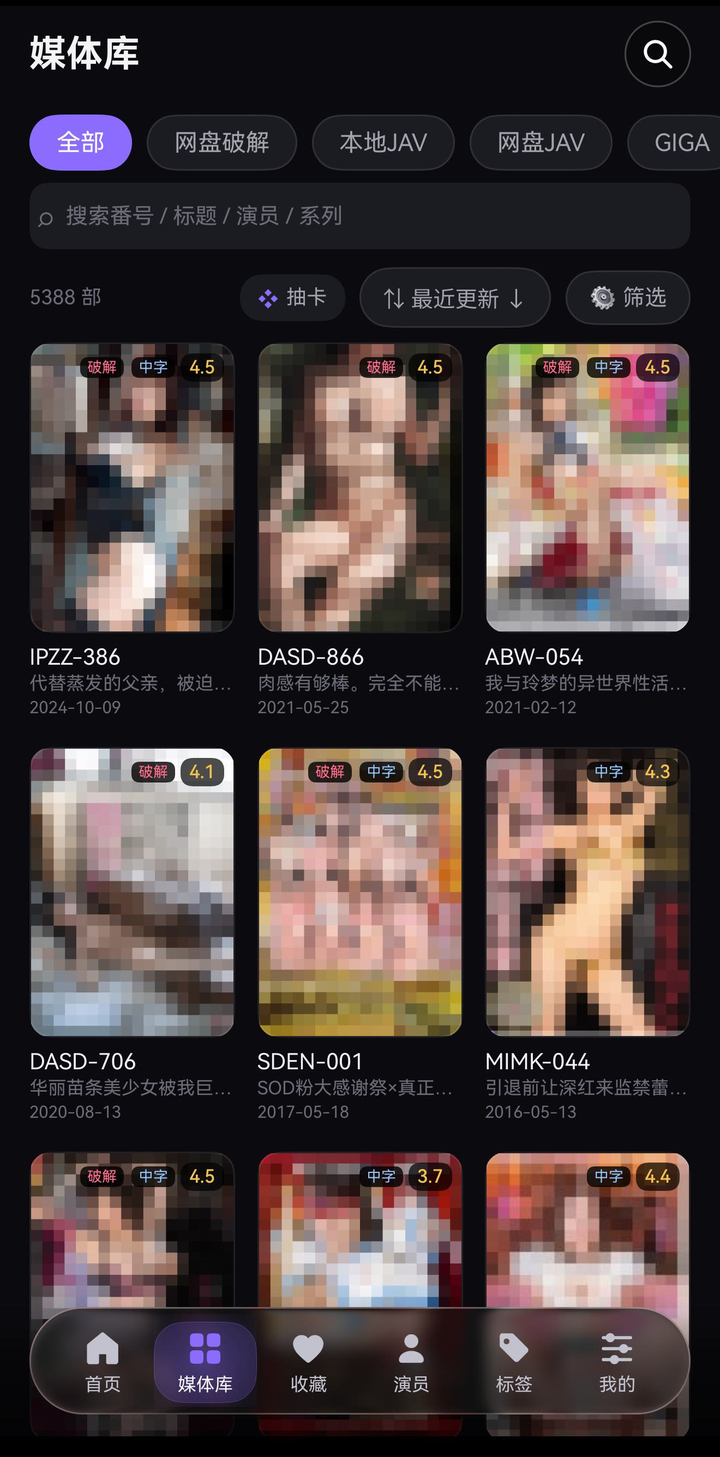 媒体库
全部 网盘破解 本地JAV 网盘JAV GIGA
搜索番号 / 标题 / 演员 / 系列
5388 部 抽卡 最近更新 ↓ 筛选
破解 中字 4.5
破解 4.5
破解 中字 4.5
IPZZ-386
代替蒸发的父亲，被迫...
2024-10-09
DASD-866
肉感有够棒。完全不能...
2021-05-25
ABW-054
我与玲梦的异世界性活...
2021-02-12
破解 4.1
破解 中字 4.5
中字 4.3
DASD-706
华丽苗条美少女被我巨...
2020-08-13
SDEN-001
SOD粉大感谢祭×真正...
2017-05-18
MIMK-044
引退前让深红来监禁蕾...
2016-05-13
破解 中字 4.5
中字 3.7
中字 4.4
首页 媒体库 收藏 演员 标签 我的